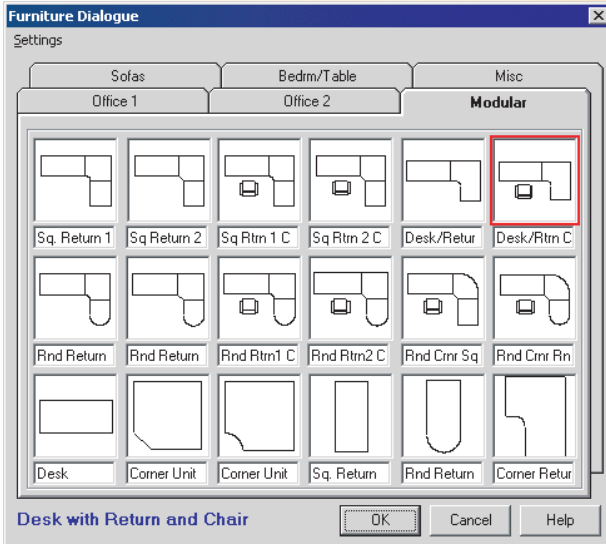 Furniture Dialogue
Settings
Sofas Bedrm/Table Misc
Office 1 Office 2 Modular
Sq. Return 1 Sq Return 2 Sq Rtrn 1 C Sq Rtrn 2 C Desk/Retur Desk/Rtrn C
Rnd Return Rnd Return Rnd Rtrn1 C Rnd Rtrn2 C Rnd Crnr Sq Rnd Crnr Rn
Desk Corner Unit Corner Unit Sq. Return Rnd Return Corner Retur
Desk with Return and Chair OK Cancel Help